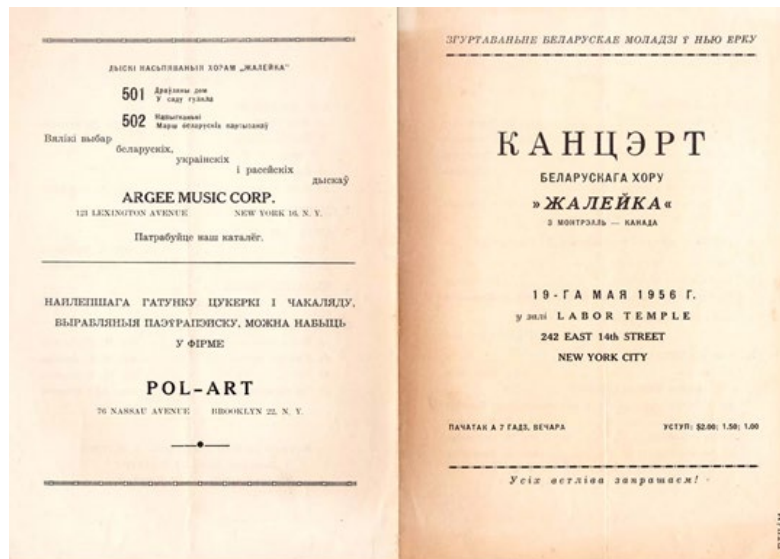 ДЫСКІ НАСЬПЯВАНЫЯ ХОРАМ „ЖАЛЕЙКА"
501 Драўляны дом
У саду гуляла
502
Марш беларускіх партызанаў
Вялікі выбар
беларускіх,
украінскіх
і расейскіх
дыскаў
ARGEE MUSIC CORP.
121 LEXINGTON AVENUE NEW YORK 16, N. Y.
Патрабуйце наш каталёг.
НАЙЛЕПШАГА ГАТУНКУ ЦУКЕРКІ І ЧАКАЛЯДУ,
ВЫРАБЛЯНЫЯ ПАЭЎРАПЭЙСКУ, МОЖНА НАБЫЦЬ
У ФІРМЕ
POL-ART
76 NASSAU AVENUE BROOKLYN 22, N. Y.
ЗГУРТАВАНЬНЕ БЕЛАРУСКАЕ МОЛАДЗІ Ў НЬЮ ЁРКУ
КАНЦЭРТ
БЕЛАРУСКАГА ХОРУ
»ЖАЛЕЙКА«
З МОНТРЭАЛЬ — КАНАДА
19-ГА МАЯ 1956 Г.
у залі LABOR TEMPLE
242 EAST 14th STREET
NEW YORK CITY
ПАЧАТАК А 7 ГАДЗ. ВЕЧАРА УСТУП: $2.00; 1.50; 1.00
Усіх ветліва запрашаем!